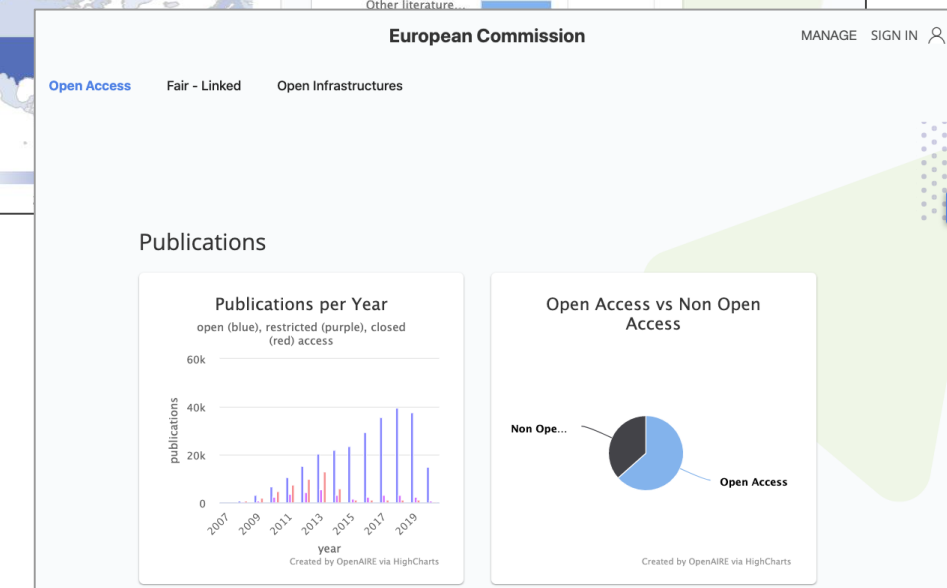 Other literature...
European Commission
MANAGE SIGN IN
Open Access Fair - Linked Open Infrastructures
Publications
Publications per Year
open (blue), restricted (purple), closed
(red) access
60k
40k
20k
0
publications
2007 2009 2011 2013 2015 2017 2019
year
Created by OpenAIRE via HighCharts
Open Access vs Non Open
Access
Non Ope...
Open Access
Created by OpenAIRE via HighCharts